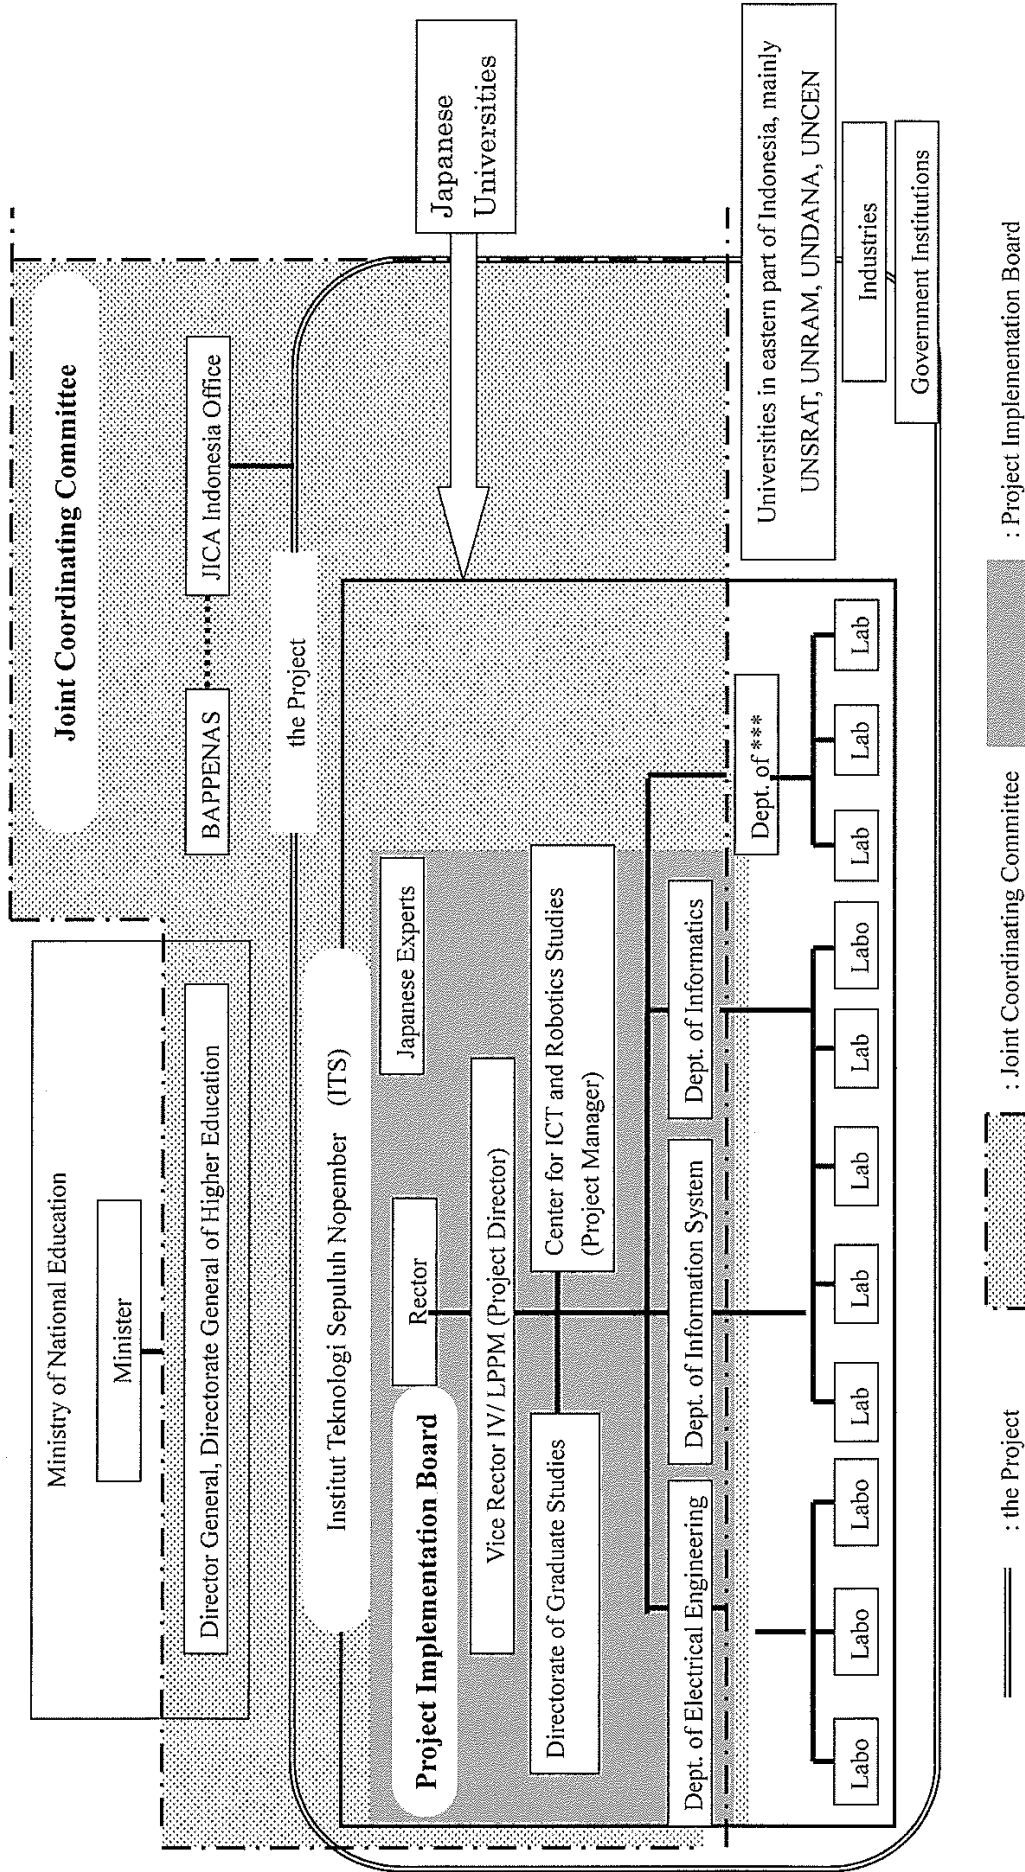 Joint Coordinating Committee
Ministry of National Education
Minister
Director General, Directorate General of Higher Education
BAPPENAS
JICA Indonesia Office
the Project
Institut Teknologi Sepuluh Nopember (ITS)
Project Implementation Board
Rector
Japanese Experts
Vice Rector IV/ LPPM (Project Director)
Directorate of Graduate Studies
Center for ICT and Robotics Studies
(Project Manager)
Dept. of Electrical Engineering
Dept. of Information System
Dept. of Informatics
Dept. of ***
Labo
Labo
Labo
Lab
Lab
Lab
Lab
Labo
Lab
Lab
Lab
Japanese
Universities
Universities in eastern part of Indonesia, mainly
UNSRAT, UNRAM, UNDANA, UNCEN
Industries
Government Institutions
: the Project
: Joint Coordinating Committee
: Project Implementation Board